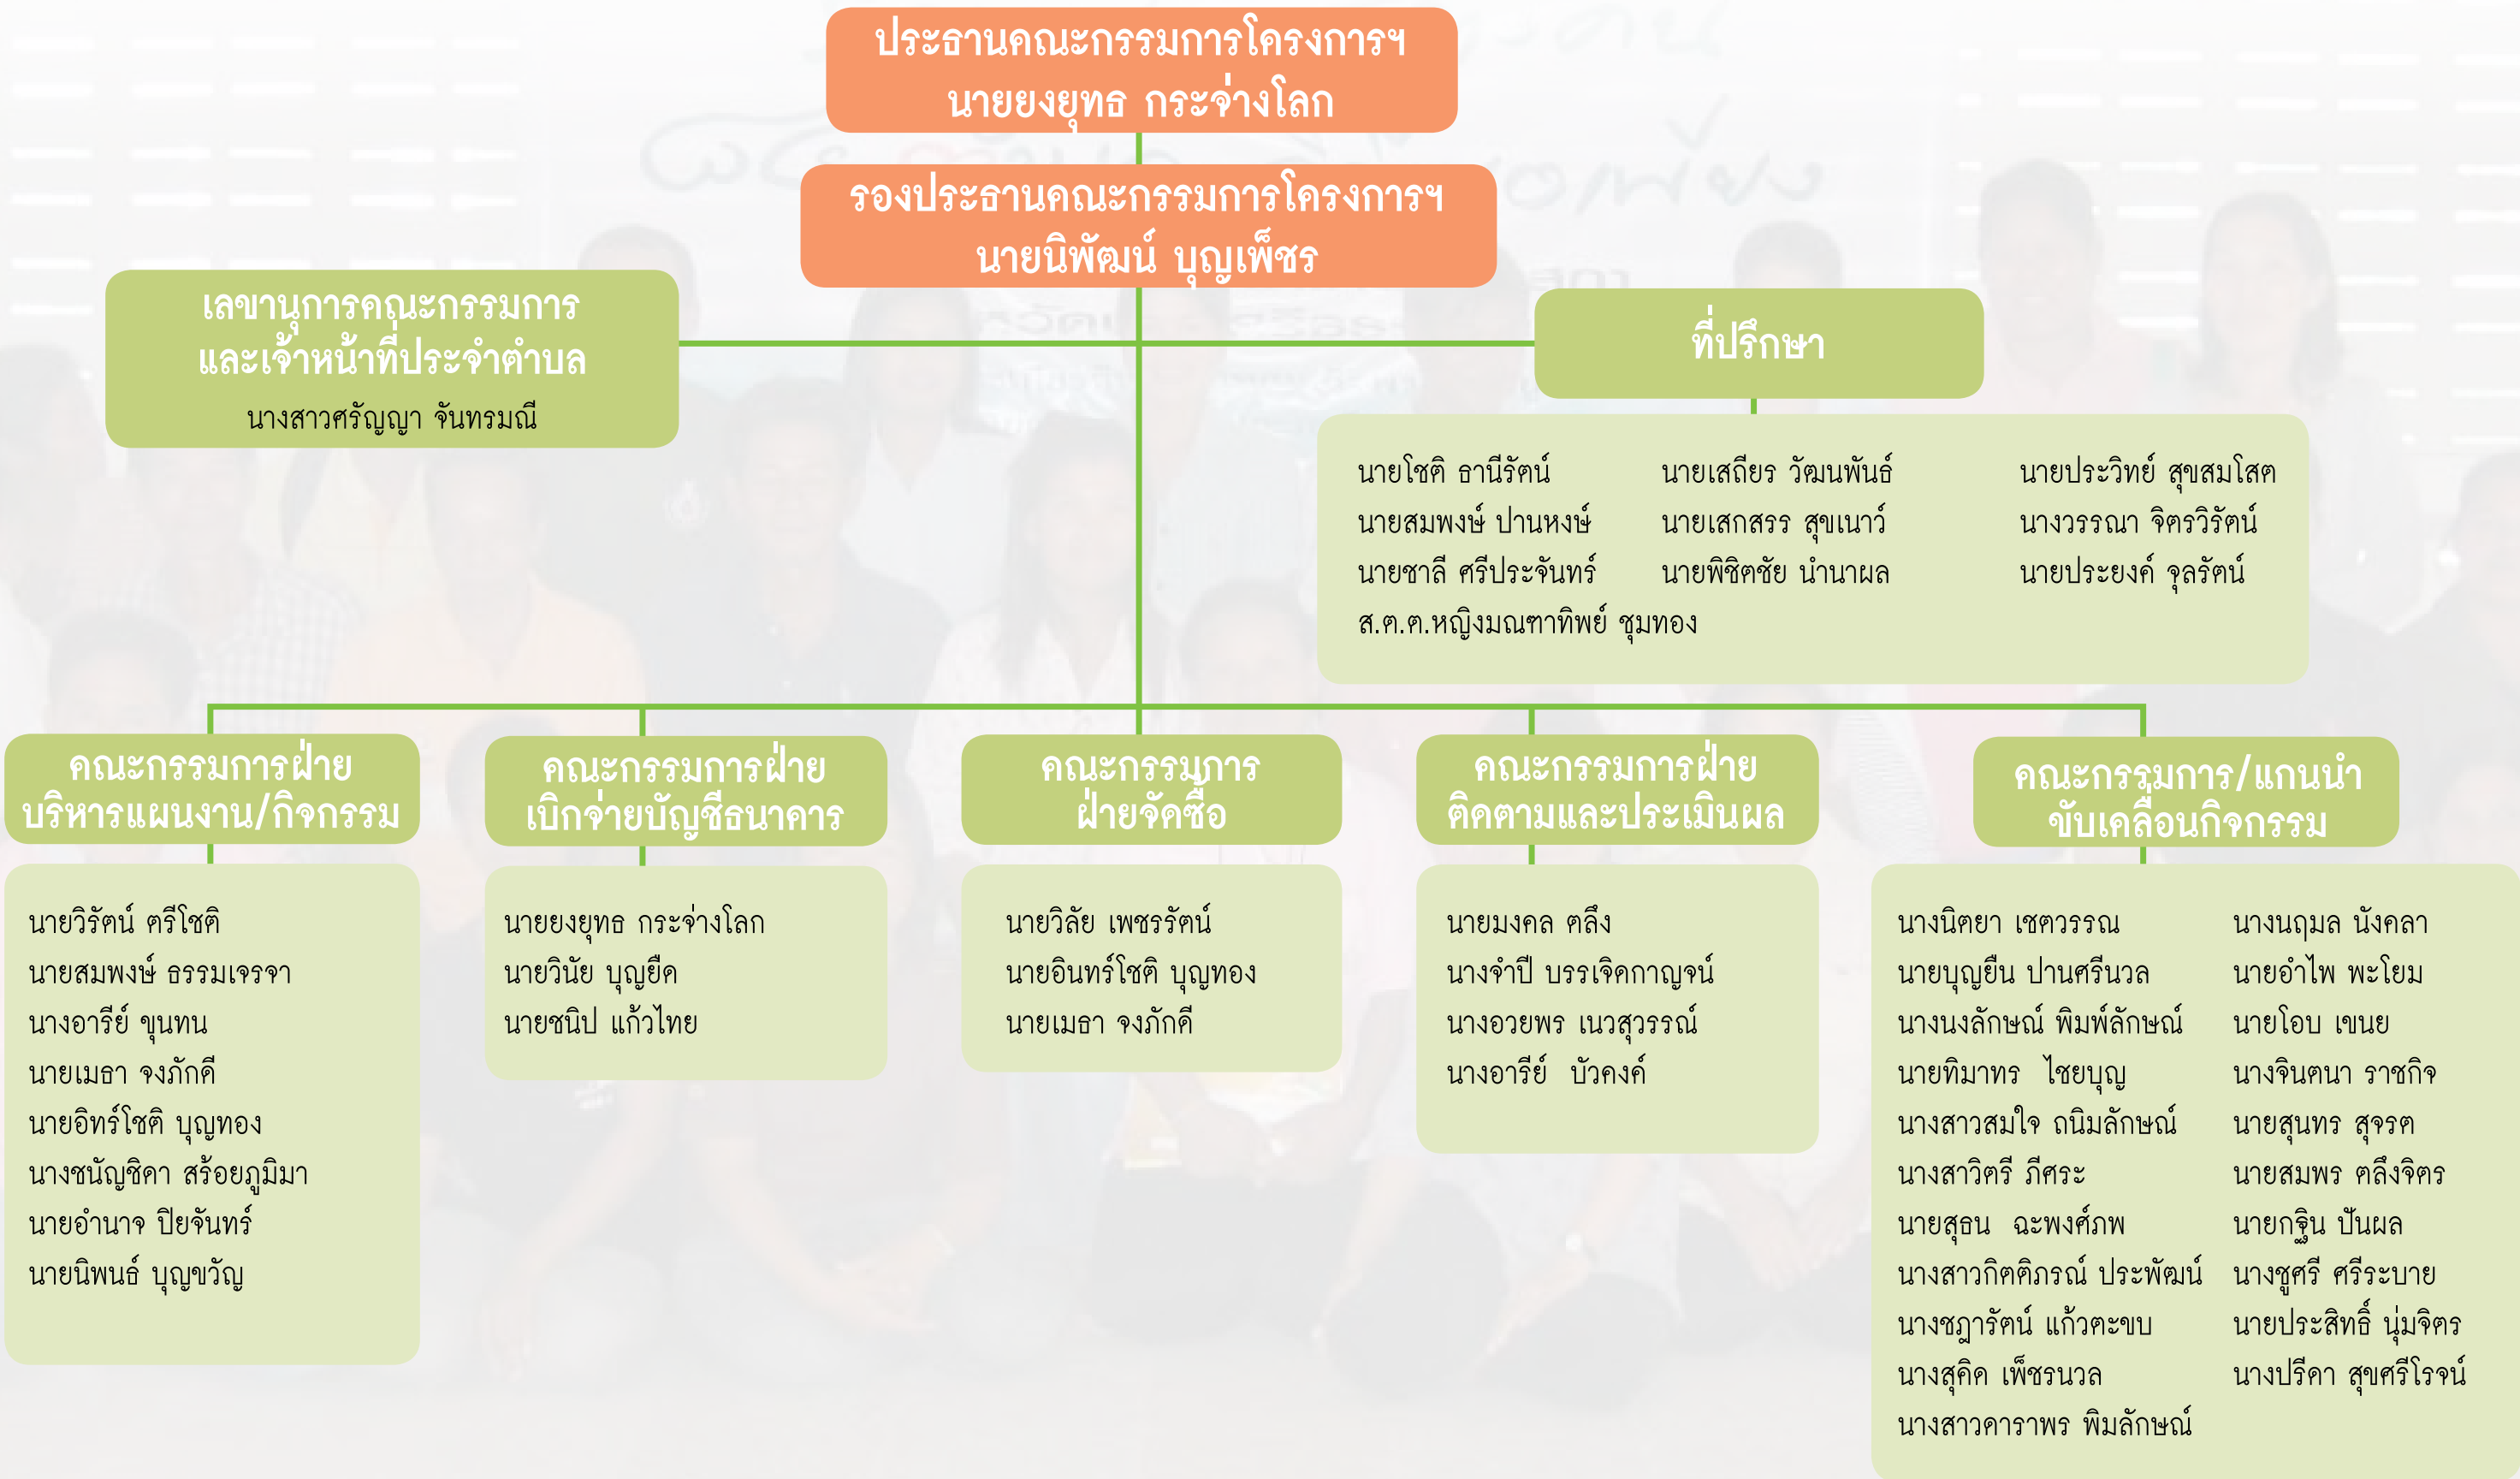 ประธานคณะกรรมการโครงการฯ
นายยงยุทธ กระจ่างโลก
รองประธานคณะกรรมการโครงการฯ
นายนิพัฒน์ บุญเพ็ชร
เลขานุการคณะกรรมการ
และเจ้าหน้าที่ประจำตำบล
นางสาวศรัญญา จันทรมณี
ที่ปรึกษา
นายโชติ ธานีรัตน์ นายเสถียร วัฒนพันธ์ นายประวิทย์ สุขสมโสต
นายสมพงษ์ ปานหงษ์ นายเสกสรร สุขเนาว์ นางวรรณา จิตรวิรัตน์
นายชาลี ศรีประจันทร์ นายพิชิตชัย นำนาผล นายประยงค์ จุลรัตน์
ส.ต.ต.หญิงมณฑาทิพย์ ชุมทอง
คณะกรรมการฝ่าย
บริหารแผนงาน/กิจกรรม
นายวิรัตน์ ตรีโชติ
นายสมพงษ์ ธรรมเจรจา
นางอารีย์ ขุนทน
นายเมธา จงภักดี
นายอิทร์โชติ บุญทอง
นางชนัญชิดา สร้อยภูมิมา
นายอำนาจ ปิยจันทร์
นายนิพนธ์ บุญขวัญ
คณะกรรมการฝ่าย
เบิกจ่ายบัญชีธนาคาร
นายยงยุทธ กระจ่างโลก
นายวินัย บุญยืด
นายชนิป แก้วไทย
คณะกรรมการ
ฝ่ายจัดซื้อ
นายวิลัย เพชรรัตน์
นายอินทร์โชติ บุญทอง
นายเมธา จงภักดี
คณะกรรมการฝ่าย
ติดตามและประเมินผล
นายมงคล ตลึง
นางจำปี บรรเจิดกาญจน์
นางอวยพร เนวสุวรรณ์
นางอารีย์ บัวคงค์
คณะกรรมการ/แกนนำ
ขับเคลื่อนกิจกรรม
นางนิตยา เชตวรรณ นางนฤมล นังคลา
นายบุญยืน ปานศรีนวล นายอำไพ พะโยม
นางนงลักษณ์ พิมพ์ลักษณ์ นายโอบ เขนย
นายทิมาทร ไชยบุญ นางจินตนา ราชกิจ
นางสาวสมใจ ถนิมลักษณ์ นายสุนทร สุจรต
นางสาวิตรี ภีศระ นายสมพร ตลึงจิตร
นายสุธน ฉะพงศ์ภพ นายกฐิน ปันผล
นางสาวกิตติภรณ์ ประพัฒน์ นางชูศรี ศรีระบาย
นางชฎารัตน์ แก้วตะขบ นายประสิทธิ์ นุ่มจิตร
นางสุคิด เพ็ชรนวล นางปรีดา สุขศรีโรจน์
นางสาวดาราพร พิมลักษณ์